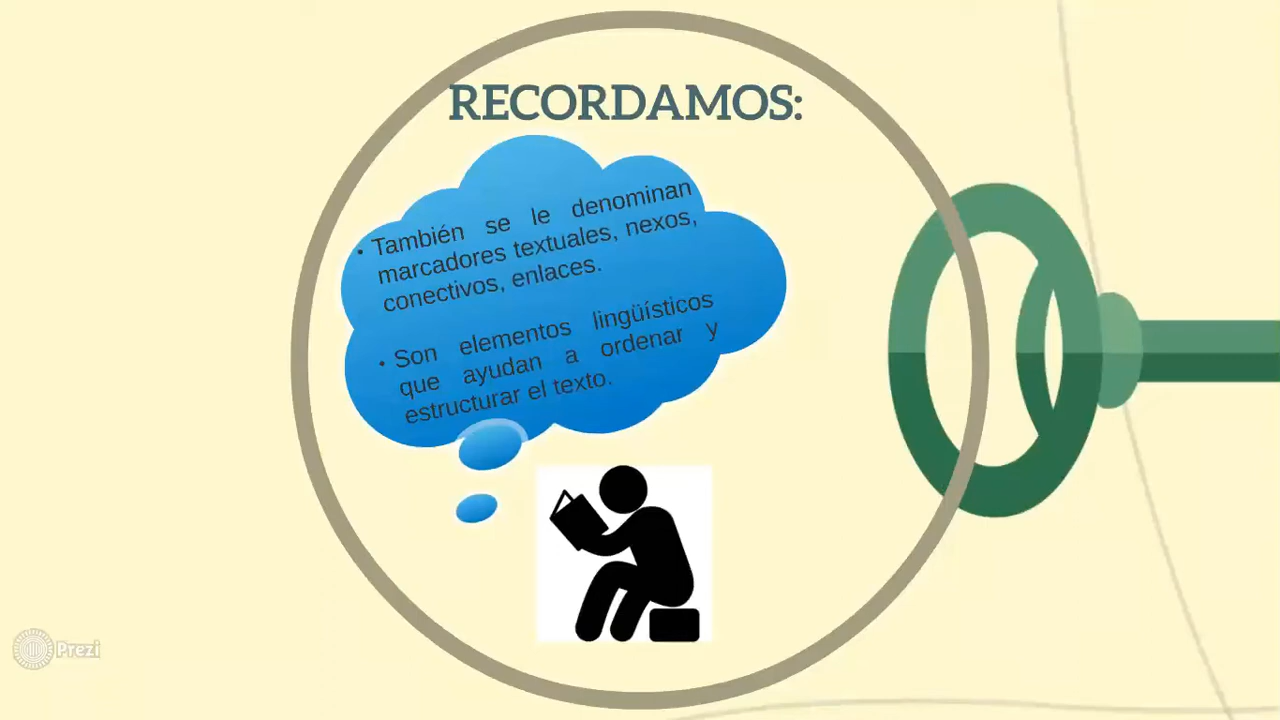 RECORDAMOS:
• También se le denominan
marcadores textuales, nexos,
conectivos, enlaces.
• Son elementos lingüísticos
que ayudan a ordenar y
estructurar el texto.
Prezi